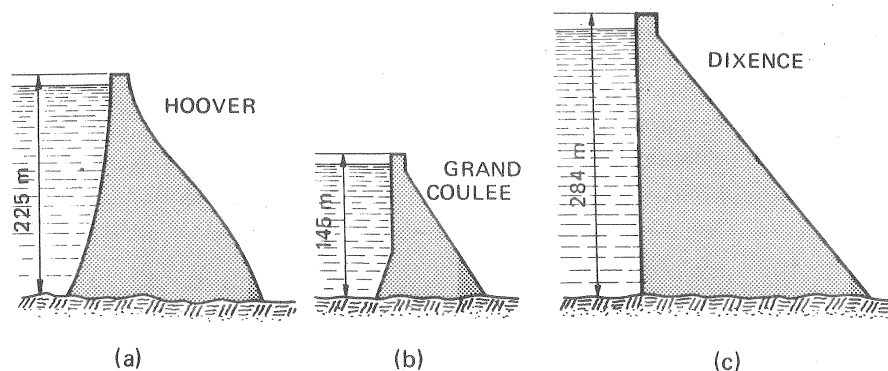 HOOVER
225 m
(a)
GRAND
COULEE
145 m
(b)
DIXENCE
284 m
(c)